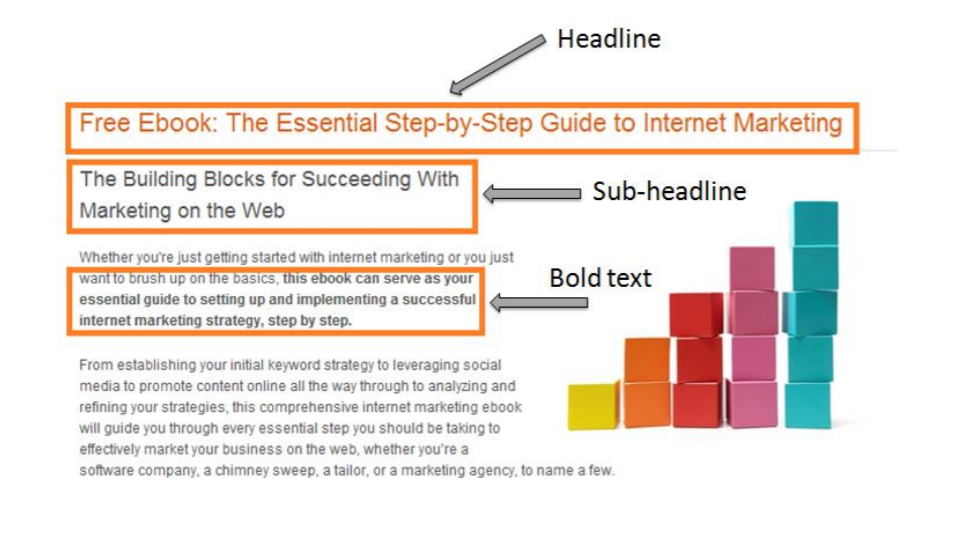 Headline
Free Ebook: The Essential Step-by-Step Guide to Internet Marketing
The Building Blocks for Succeeding With
Marketing on the Web
Sub-headline
Whether you're just getting started with internet marketing or you just
want to brush up on the basics, this ebook can serve as your
essential guide to setting up and implementing a successful
internet marketing strategy, step by step.
Bold text
From establishing your initial keyword strategy to leveraging social
media to promote content online all the way through to analyzing and
refining your strategies, this comprehensive internet marketing ebook
will guide you through every essential step you should be taking to
effectively market your business on the web, whether you're a
software company, a chimney sweep, a tailor, or a marketing agency, to name a few.